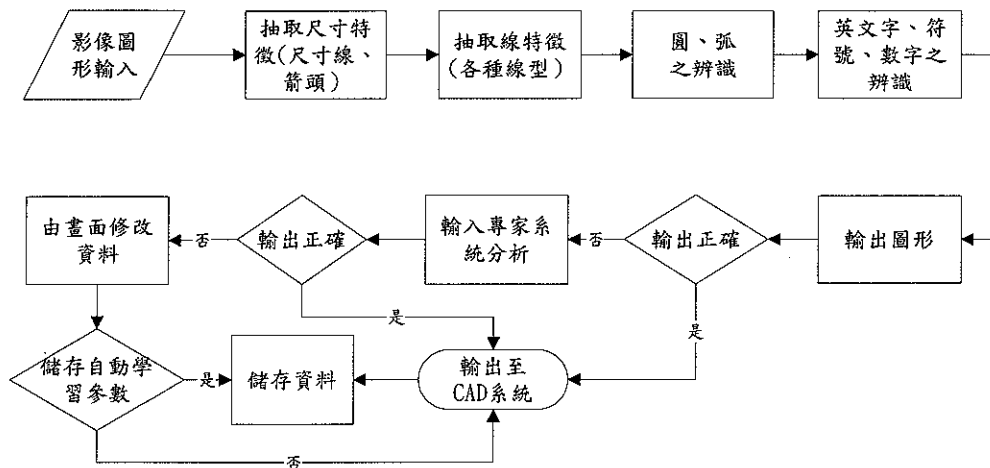 影像圖
形輸入
抽取尺寸特
徵(尺寸線、
箭頭)
抽取線特徵
(各種線型)
圓、弧
之辨識
英文字、符
號、數字之
辨識
由畫面修改
資料
否
輸出正確
輸入專家系
統分析
否
輸出正確
輸出圖形
是
是
儲存自動學
習參數
是
儲存資料
輸出至
CAD系統
否